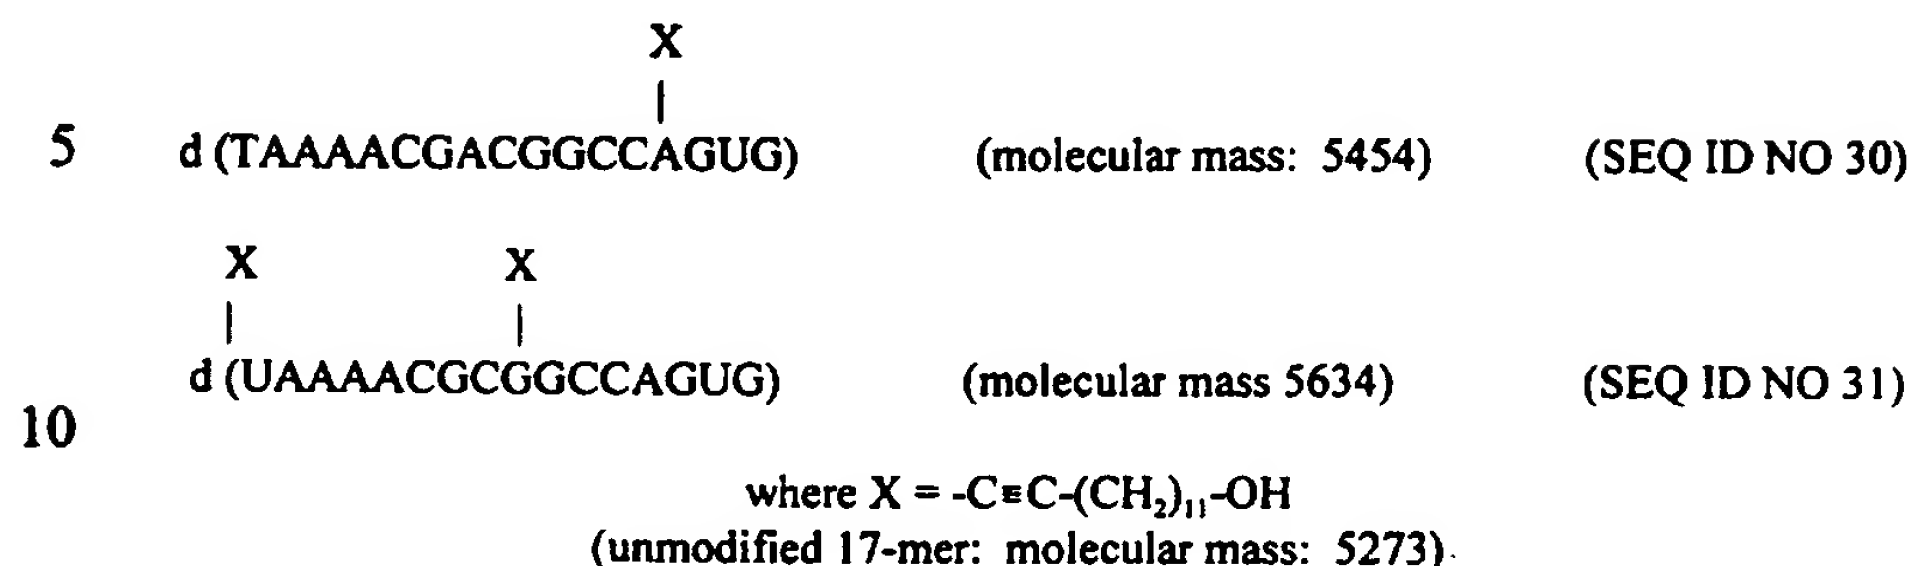 X
|
5 d (TAAAACGACGGCCAGUG) (molecular mass: 5454) (SEQ ID NO 30)
X X
| |
d (UAAAACGCGGCCAGUG) (molecular mass 5634) (SEQ ID NO 31)
10
where X = -C≡C-(CH₂)₁₁-OH
(unmodified 17-mer: molecular mass: 5273).